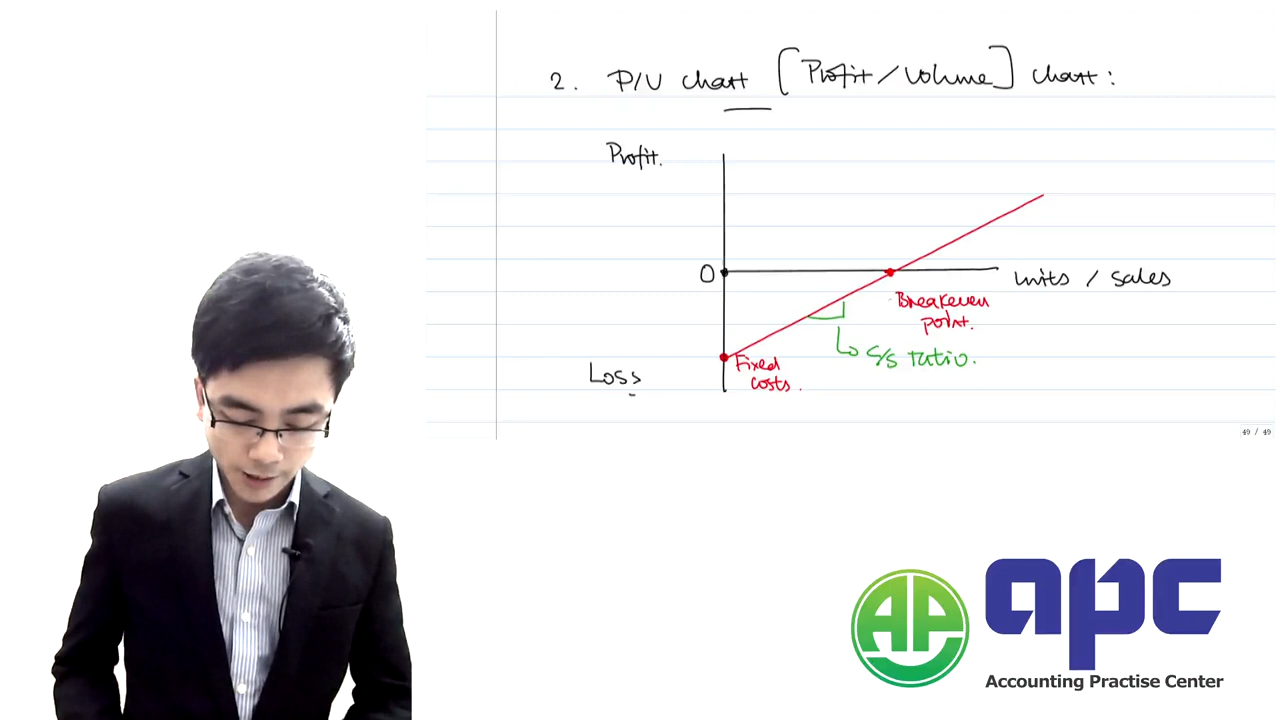 2. P/V chart [Profit/Volume] chart:
Profit.
0
units / sales
Breakeven
point.
C/S ratio.
Fixed
costs.
Loss
49 / 49
AP
apc
Accounting Practise Center